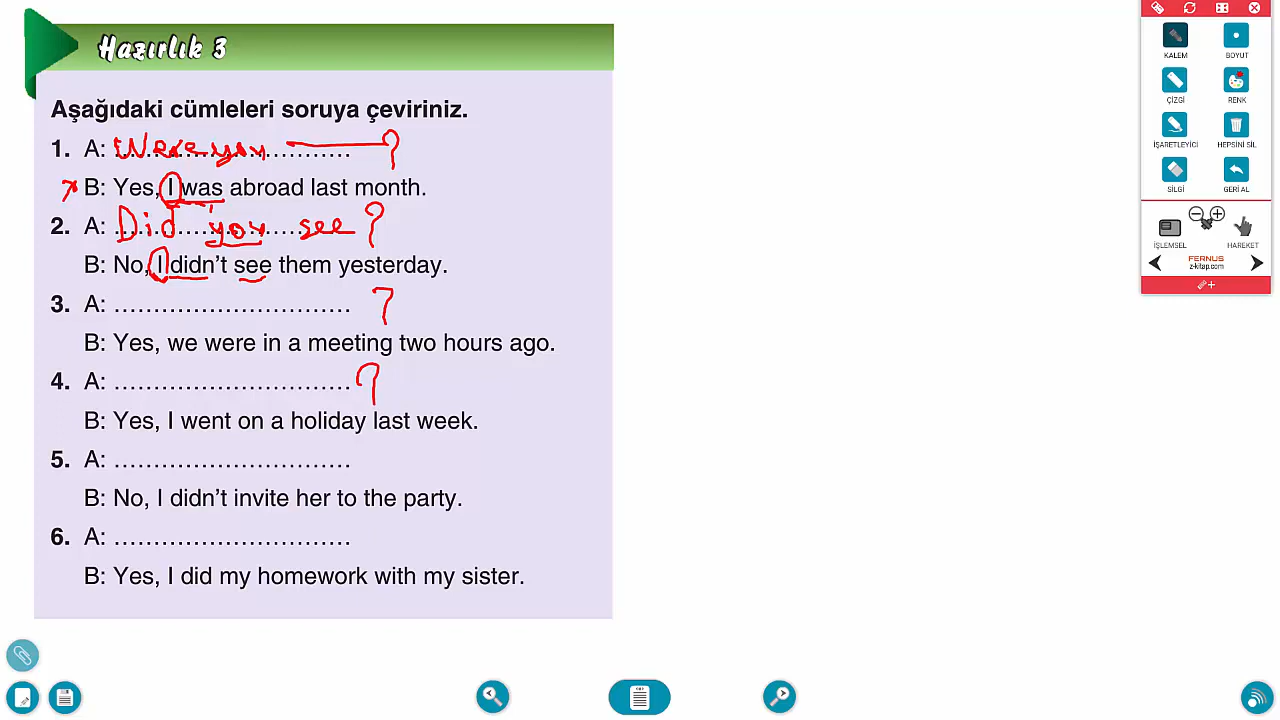 Hazırlık 3
Aşağıdaki cümleleri soruya çeviriniz.
1. A: Were you ?
B: Yes, I was abroad last month.
2. A: Did you see ?
B: No, I didn't see them yesterday.
3. A: ………………………… ?
B: Yes, we were in a meeting two hours ago.
4. A: ………………………… ?
B: Yes, I went on a holiday last week.
5. A: …………………………
B: No, I didn't invite her to the party.
6. A: …………………………
B: Yes, I did my homework with my sister.
KALEM BOYUT
ÇİZGİ RENK
İŞARETLEYİCİ HEPSİNİ SİL
SİLGİ GERİ AL
İŞLEMSEL HAREKET
FERNUS
z-kitap.com